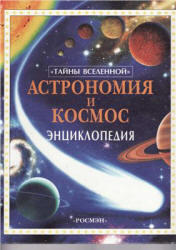 «ТАЙНЫ ВСЕЛЕННОЙ»
АСТРОНОМИЯ
И
КОСМОС
ЭНЦИКЛОПЕДИЯ
«РОСМЭН»